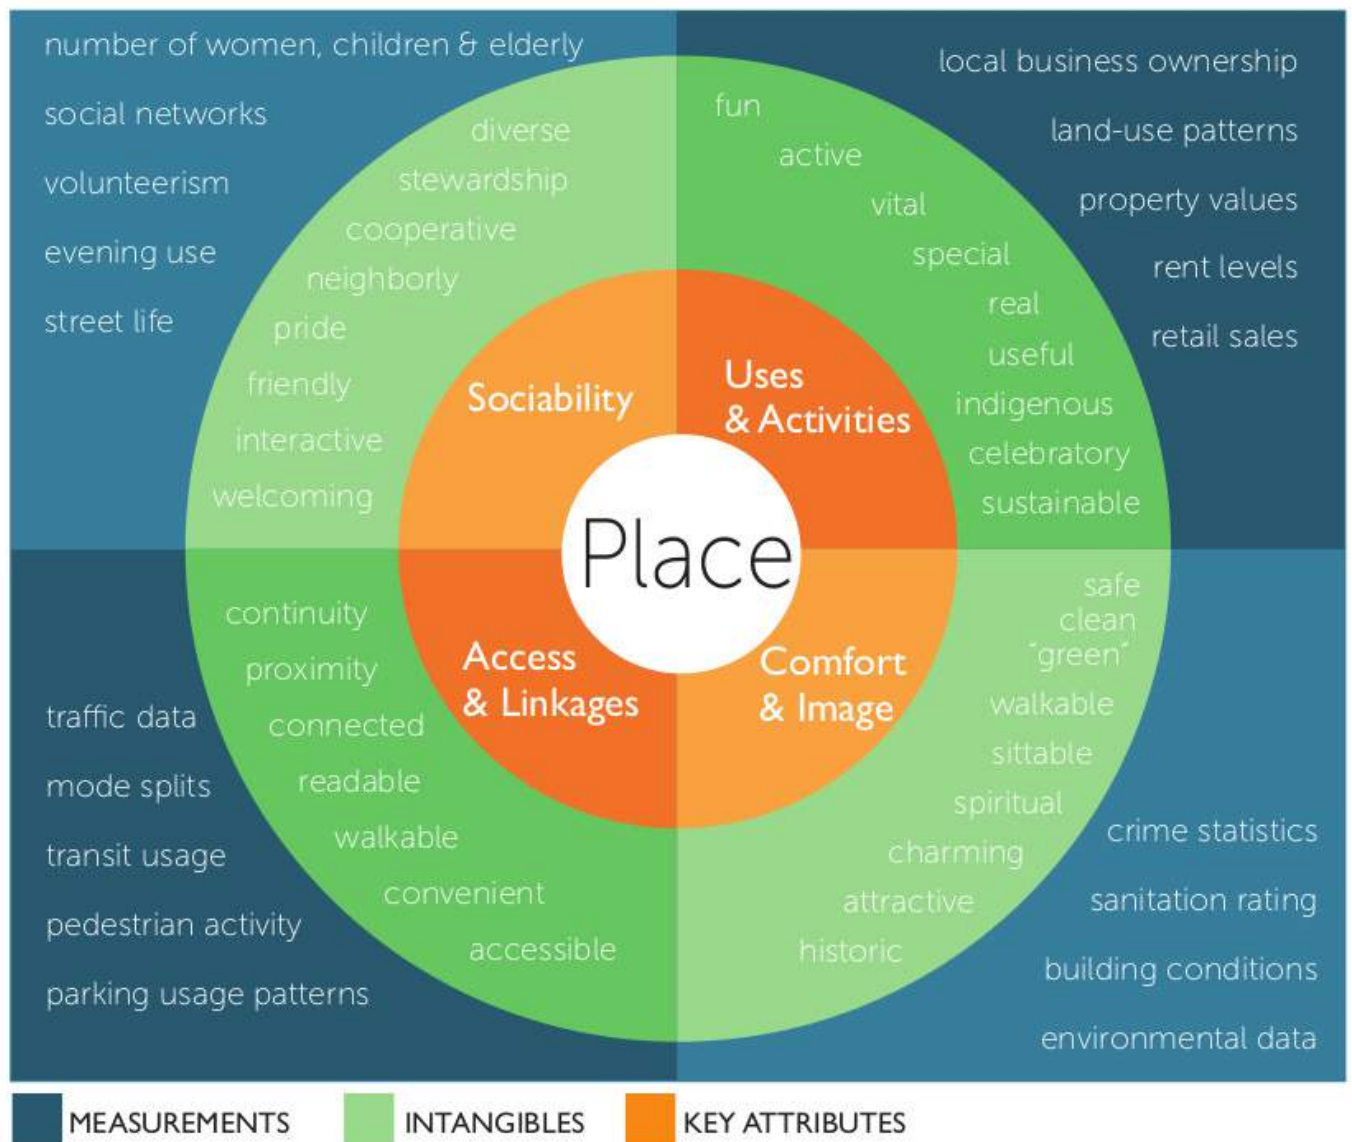 number of women, children & elderly
social networks
volunteerism
evening use
street life
diverse
stewardship
cooperative
neighborly
pride
friendly
interactive
welcoming
Sociability
local business ownership
land-use patterns
property values
rent levels
retail sales
fun
active
vital
special
real
useful
indigenous
celebratory
sustainable
Uses
& Activities
Place
continuity
proximity
connected
readable
walkable
convenient
accessible
Access
& Linkages
traffic data
mode splits
transit usage
pedestrian activity
parking usage patterns
Comfort
& Image
safe
clean
"green"
walkable
sittable
spiritual
charming
attractive
historic
crime statistics
sanitation rating
building conditions
environmental data
MEASUREMENTS
INTANGIBLES
KEY ATTRIBUTES